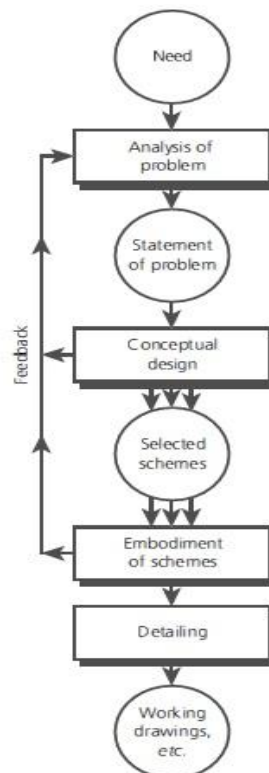 Need
Analysis of
problem
Statement
of problem
Feedback
Conceptual
design
Selected
schemes
Embodiment
of schemes
Detailing
Working
drawings,
etc.